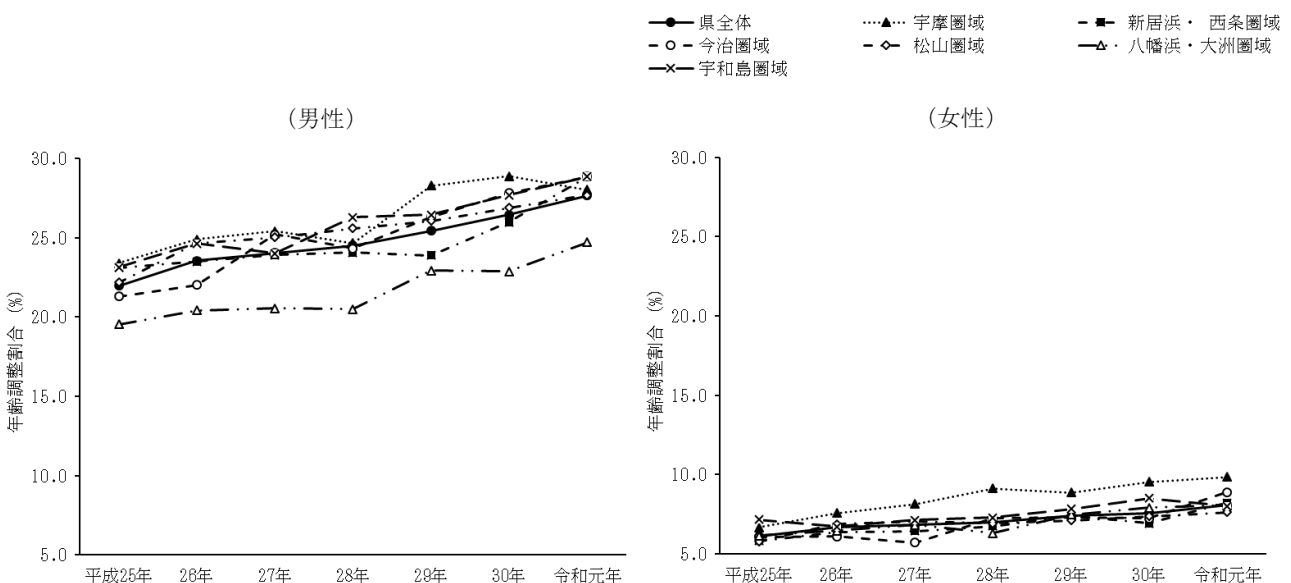 県全体
宇摩圏域
新居浜・ 西条圏域
今治圏域
松山圏域
八幡浜・大洲圏域
宇和島圏域
（男性）
30.0
25.0
20.0
15.0
10.0
5.0
年齢調整割合（%）
平成25年 26年 27年 28年 29年 30年 令和元年
（女性）
30.0
25.0
20.0
15.0
10.0
5.0
年齢調整割合（%）
平成25年 26年 27年 28年 29年 30年 令和元年